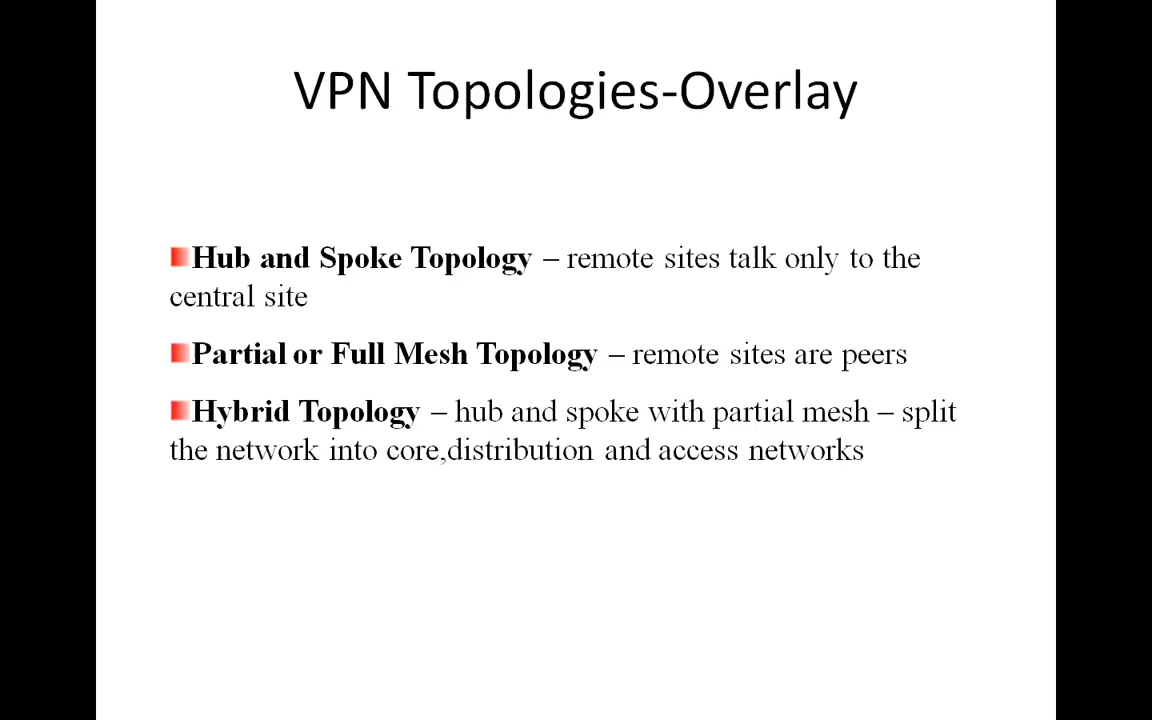 VPN Topologies-Overlay
Hub and Spoke Topology – remote sites talk only to the
central site
Partial or Full Mesh Topology – remote sites are peers
Hybrid Topology – hub and spoke with partial mesh – split
the network into core,distribution and access networks